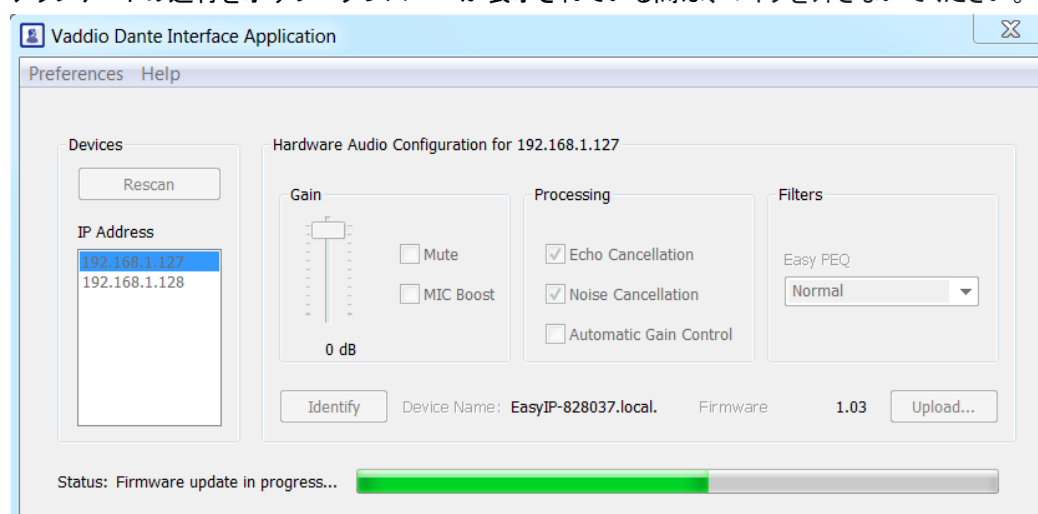 Vaddio Dante Interface Application
Preferences Help
Devices
Rescan
IP Address
192.168.1.127
192.168.1.128
Hardware Audio Configuration for 192.168.1.127
Gain
0 dB
Mute
MIC Boost
Processing
Echo Cancellation
Noise Cancellation
Automatic Gain Control
Filters
Easy PEQ
Normal
Identify Device Name: EasyIP-828037.local. Firmware 1.03 Upload...
Status: Firmware update in progress...